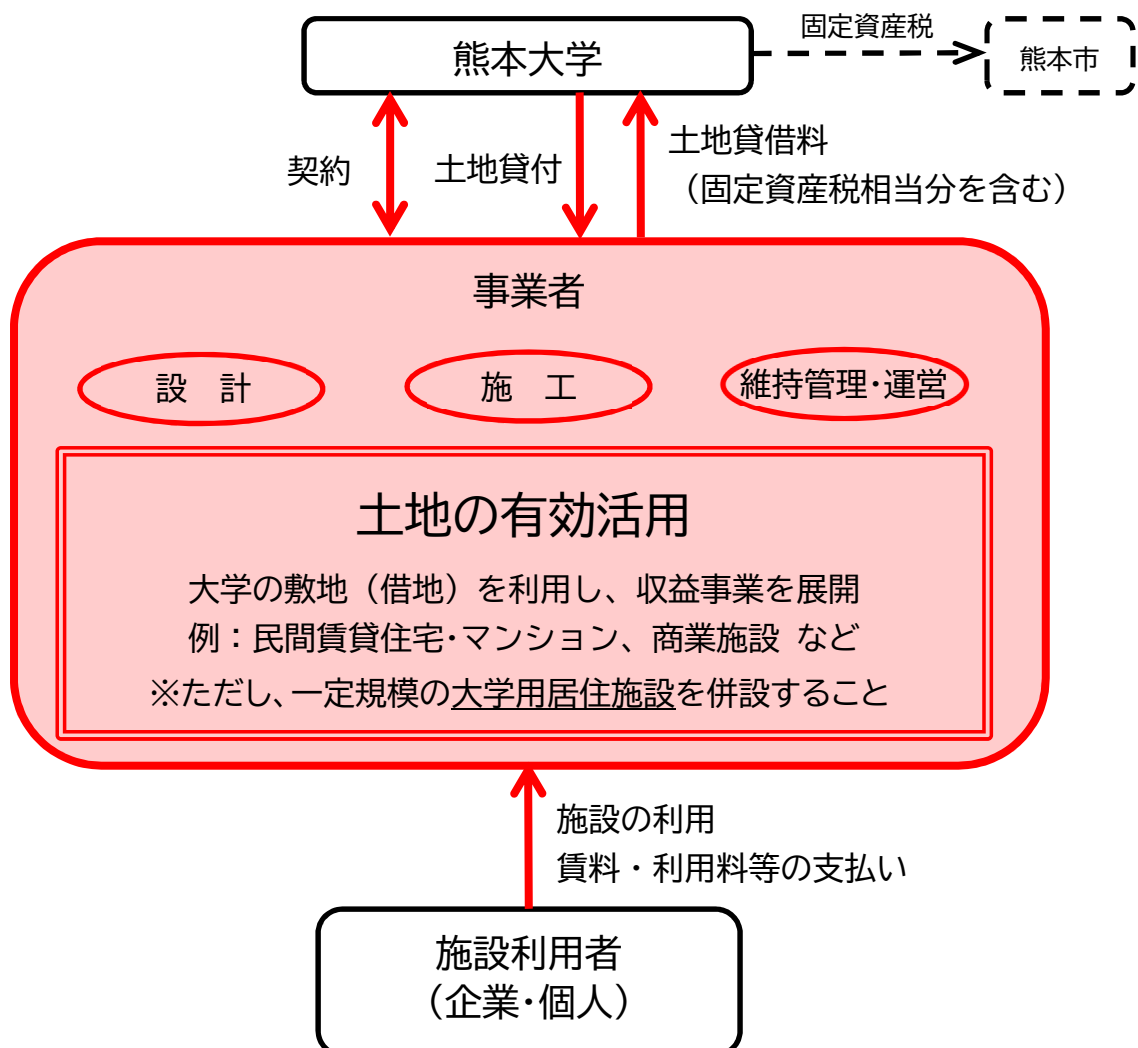 固定資産税
熊本大学
熊本市
契約
土地貸付
土地貸借料
（固定資産税相当分を含む）
事業者
設　計
施　工
維持管理・運営
土地の有効活用
大学の敷地（借地）を利用し、収益事業を展開
例：民間賃貸住宅・マンション、商業施設 など
※ただし、一定規模の大学用居住施設を併設すること
施設の利用
賃料・利用料等の支払い
施設利用者
（企業・個人）